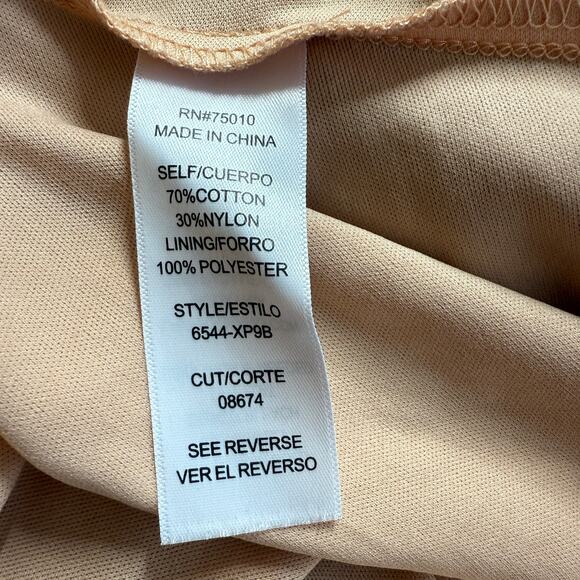 RN#75010
MADE IN CHINA
SELF/CUERPO
70%COTTON
30%NYLON
LINING/FORRO
100% POLYESTER
STYLE/ESTILO
6544-XP9B
CUT/CORTE
08674
SEE REVERSE
VER EL REVERSO